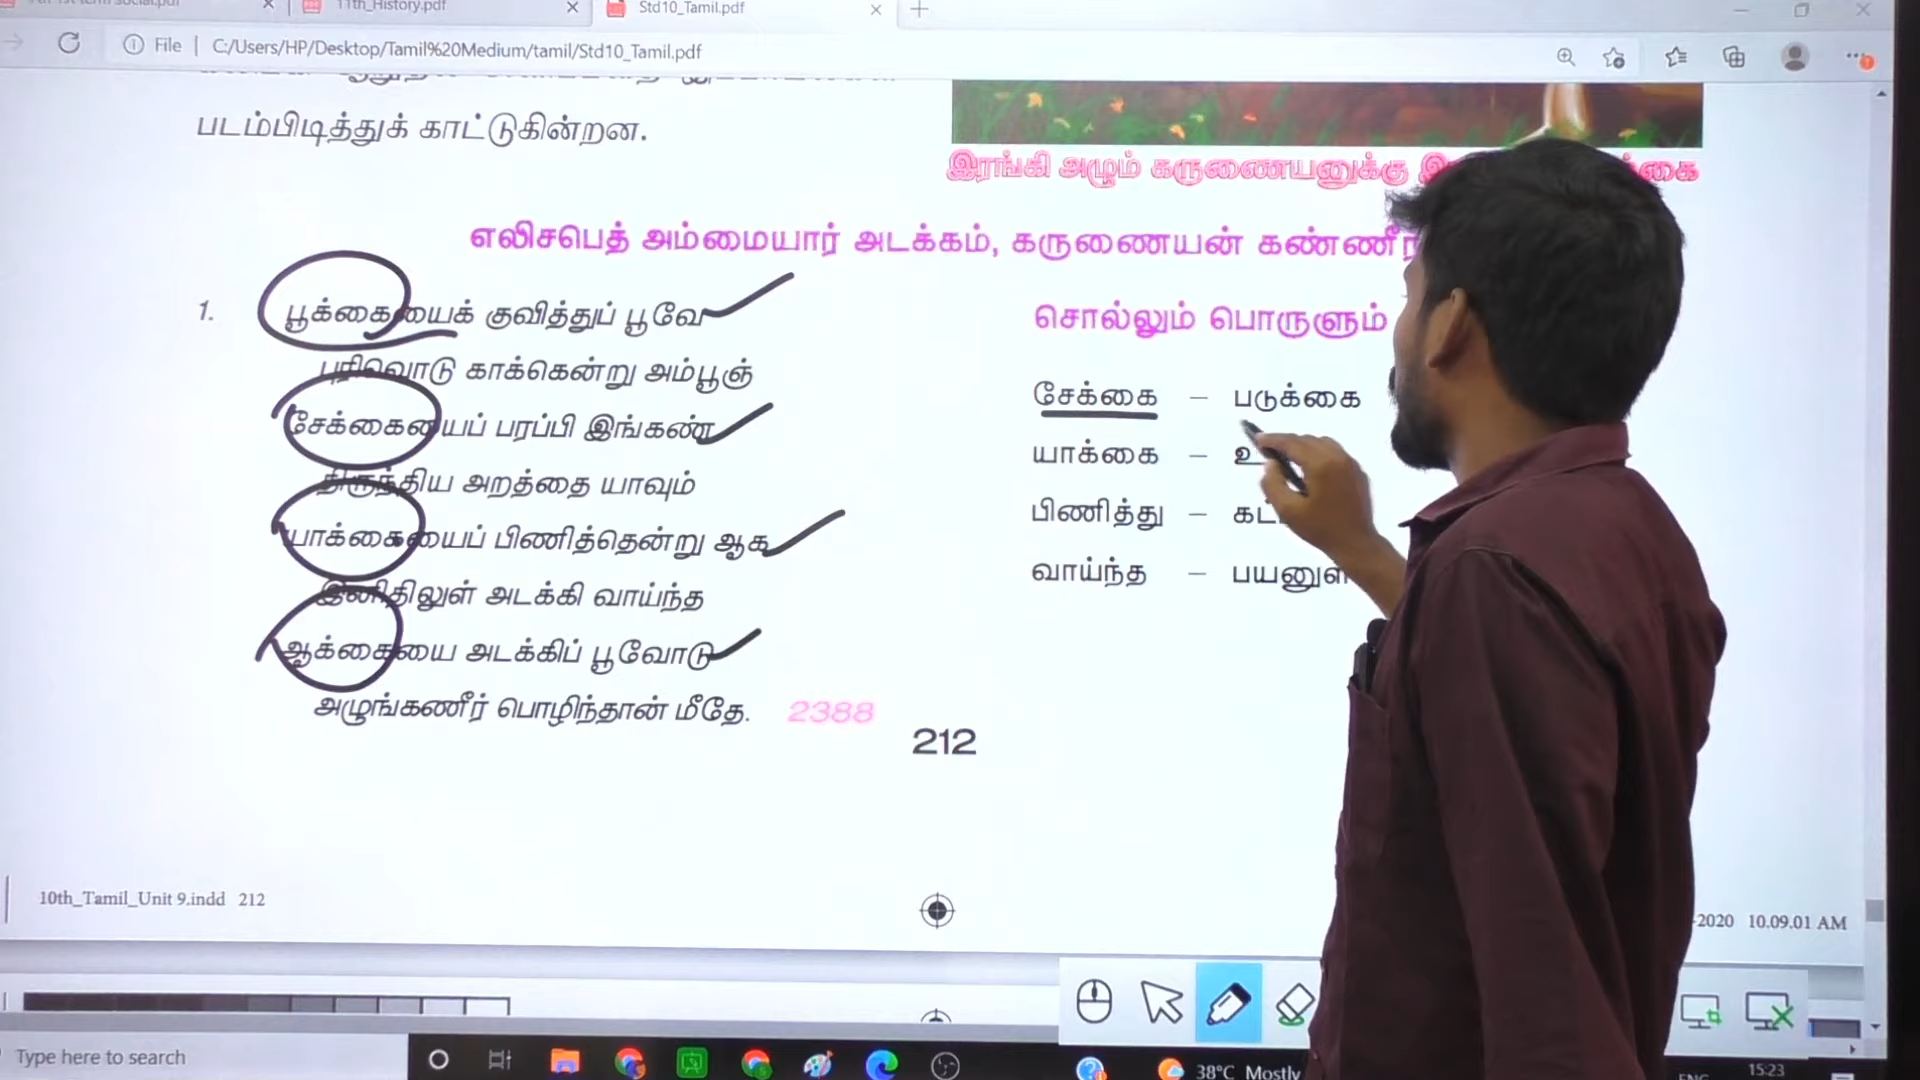 11th_History.pdf
Std10_Tamil.pdf
File
C:/Users/HP/Desktop/Tamil%20Medium/tamil/Std10_Tamil.pdf
படம்பிடித்துக் காட்டுகின்றன.
இரங்கி அழும் கருணையனுக்கு
எலிசபெத் அம்மையார் அடக்கம், கருணையன் கண்ணீர்
1. பூக்கையைக் குவித்துப் பூவே
பரிவொடு காக்கென்று அம்பூஞ்
சேக்கையைப் பரப்பி இங்கண்
திருந்திய அறத்தை யாவும்
யாக்கையைப் பிணித்தென்று ஆக
இனிதிலுள் அடக்கி வாய்ந்த
ஆக்கையை அடக்கிப் பூவோடு
அழுங்கணீர் பொழிந்தான் மீதே. 2388
சொல்லும் பொருளும்
சேக்கை – படுக்கை
யாக்கை –
பிணித்து –
வாய்ந்த –
212
10th_Tamil_Unit 9.indd 212
-2020 10.09.01 AM
Type here to search
38°C Mostly
15:23